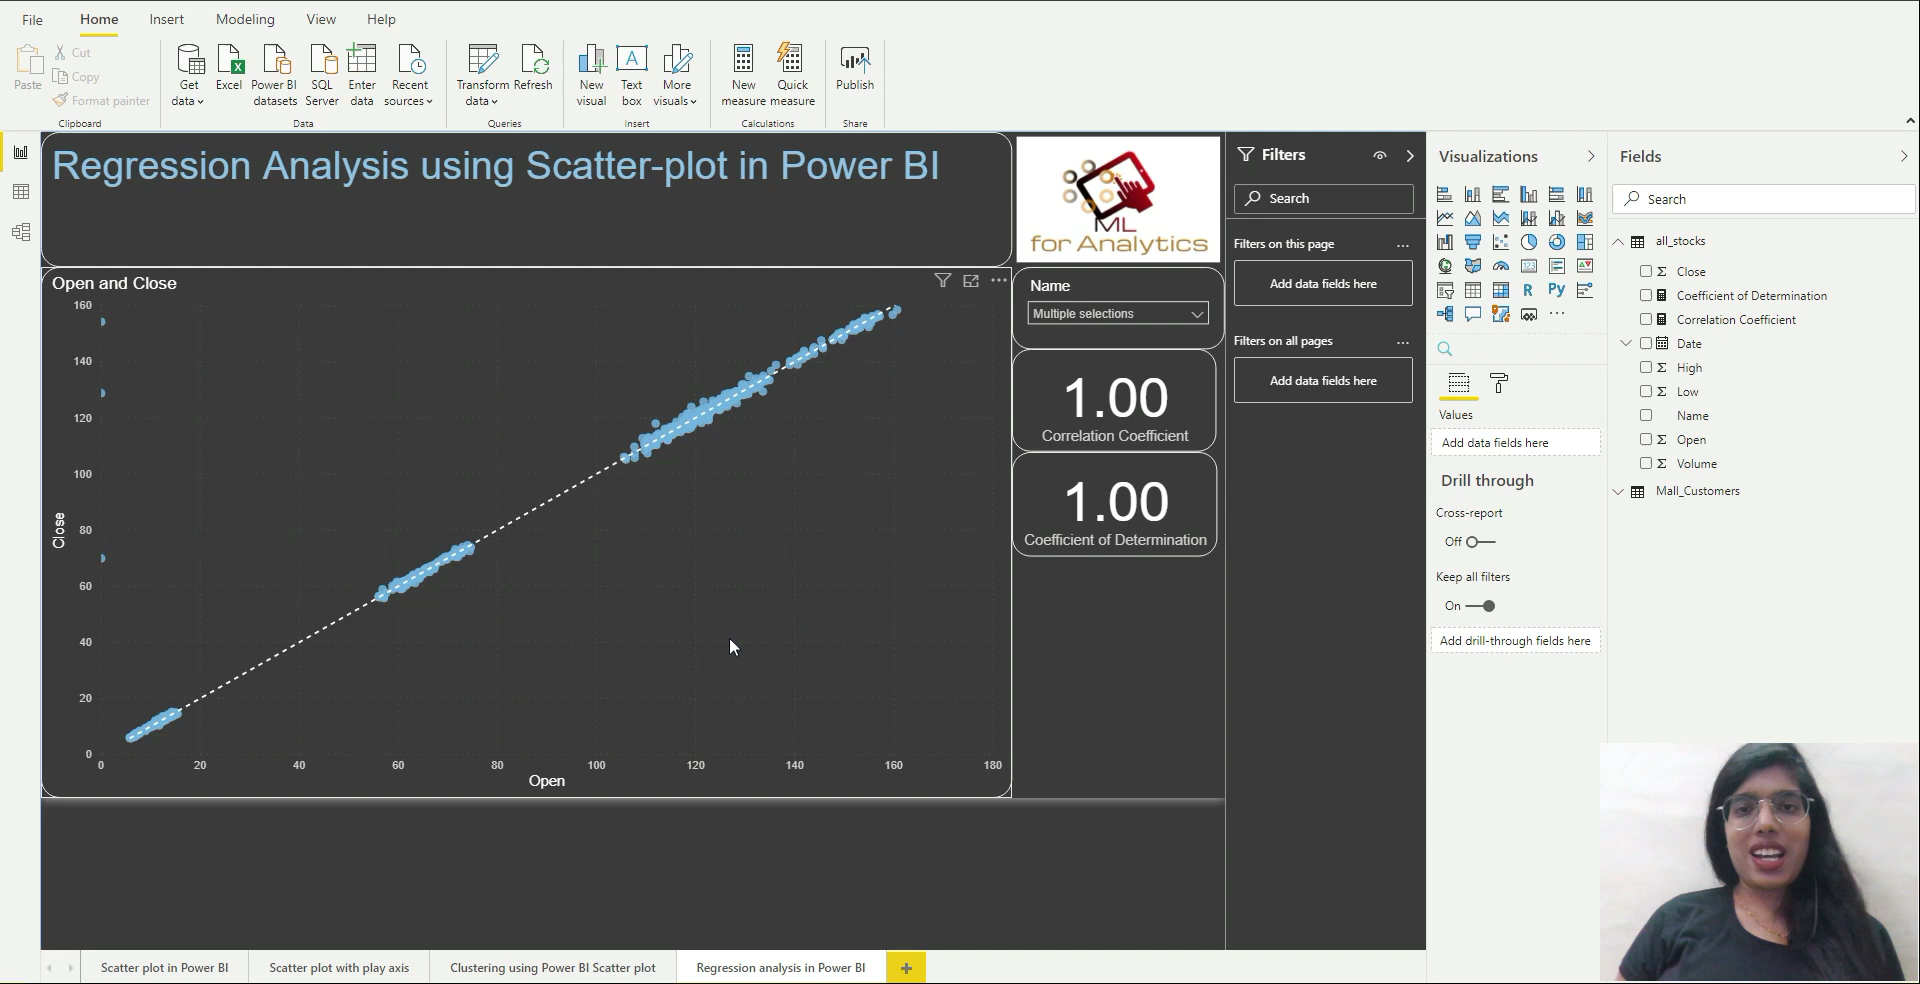 File Home Insert Modeling View Help
Paste
Cut
Copy
Format painter
Clipboard
Get data
Excel
Power BI datasets
SQL Server
Enter data
Recent sources
Data
Transform data
Refresh
Queries
New visual
Text box
More visuals
Insert
New measure
Quick measure
Calculations
Publish
Share
Regression Analysis using Scatter-plot in Power BI
ML
for Analytics
Open and Close
160
140
120
100
80
60
40
20
0
Close
0 20 40 60 80 100 120 140 160 180
Open
Name
Multiple selections
1.00
Correlation Coefficient
1.00
Coefficient of Determination
Filters
Search
Filters on this page ...
Add data fields here
Filters on all pages ...
Add data fields here
Visualizations
R Py
123
...
Values
Add data fields here
Drill through
Cross-report
Off
Keep all filters
On
Add drill-through fields here
Fields
Search
all_stocks
Σ Close
Coefficient of Determination
Correlation Coefficient
Date
Σ High
Σ Low
Name
Σ Open
Σ Volume
Mall_Customers
Scatter plot in Power BI
Scatter plot with play axis
Clustering using Power BI Scatter plot
Regression analysis in Power BI
+